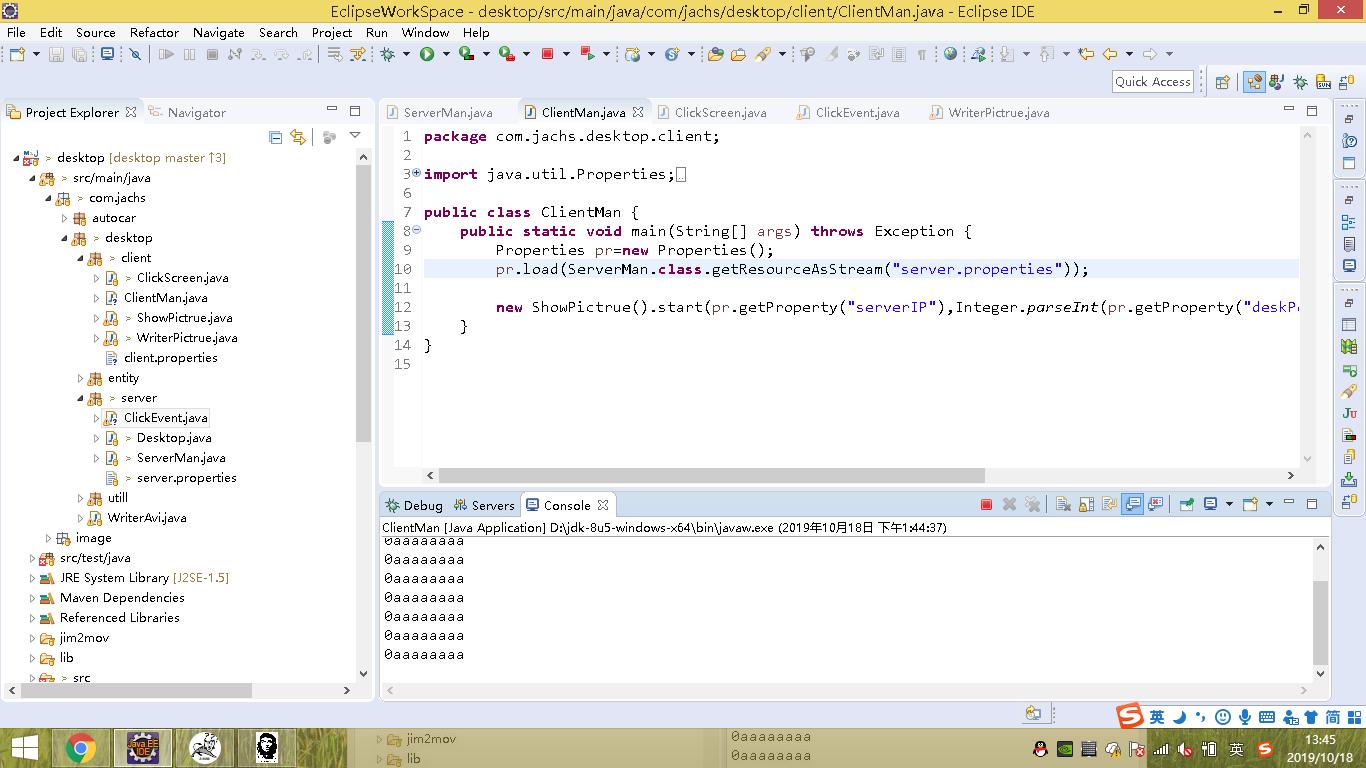 EclipseWorkSpace - desktop/src/main/java/com/jachs/desktop/client/ClientMan.java - Eclipse IDE
File Edit Source Refactor Navigate Search Project Run Window Help
Quick Access
Project Explorer Navigator
> desktop [desktop master ↑3]
> src/main/java
> com.jachs
autocar
> desktop
> client
> ClickScreen.java
ClientMan.java
> ShowPictrue.java
> WriterPictrue.java
client.properties
entity
> server
ClickEvent.java
> Desktop.java
> ServerMan.java
> server.properties
utill
WriterAvi.java
image
src/test/java
JRE System Library [J2SE-1.5]
Maven Dependencies
Referenced Libraries
jim2mov
lib
> src
ServerMan.java ClientMan.java ClickScreen.java ClickEvent.java WriterPictrue.java
1 package com.jachs.desktop.client;
2
3 import java.util.Properties;
6
7 public class ClientMan {
8 public static void main(String[] args) throws Exception {
9 Properties pr=new Properties();
10 pr.load(ServerMan.class.getResourceAsStream("server.properties"));
11
12 new ShowPictrue().start(pr.getProperty("serverIP"),Integer.parseInt(pr.getProperty("deskP
13 }
14 }
15
Debug Servers Console
ClientMan [Java Application] D:\jdk-8u5-windows-x64\bin\javaw.exe (2019年10月18日 下午1:44:37)
0aaaaaaaa
0aaaaaaaa
0aaaaaaaa
0aaaaaaaa
0aaaaaaaa
0aaaaaaaa
0aaaaaaaa
S 英 简
Java EE IDE
jim2mov
lib
0aaaaaaaa
0aaaaaaaa
英 S
13:45
2019/10/18